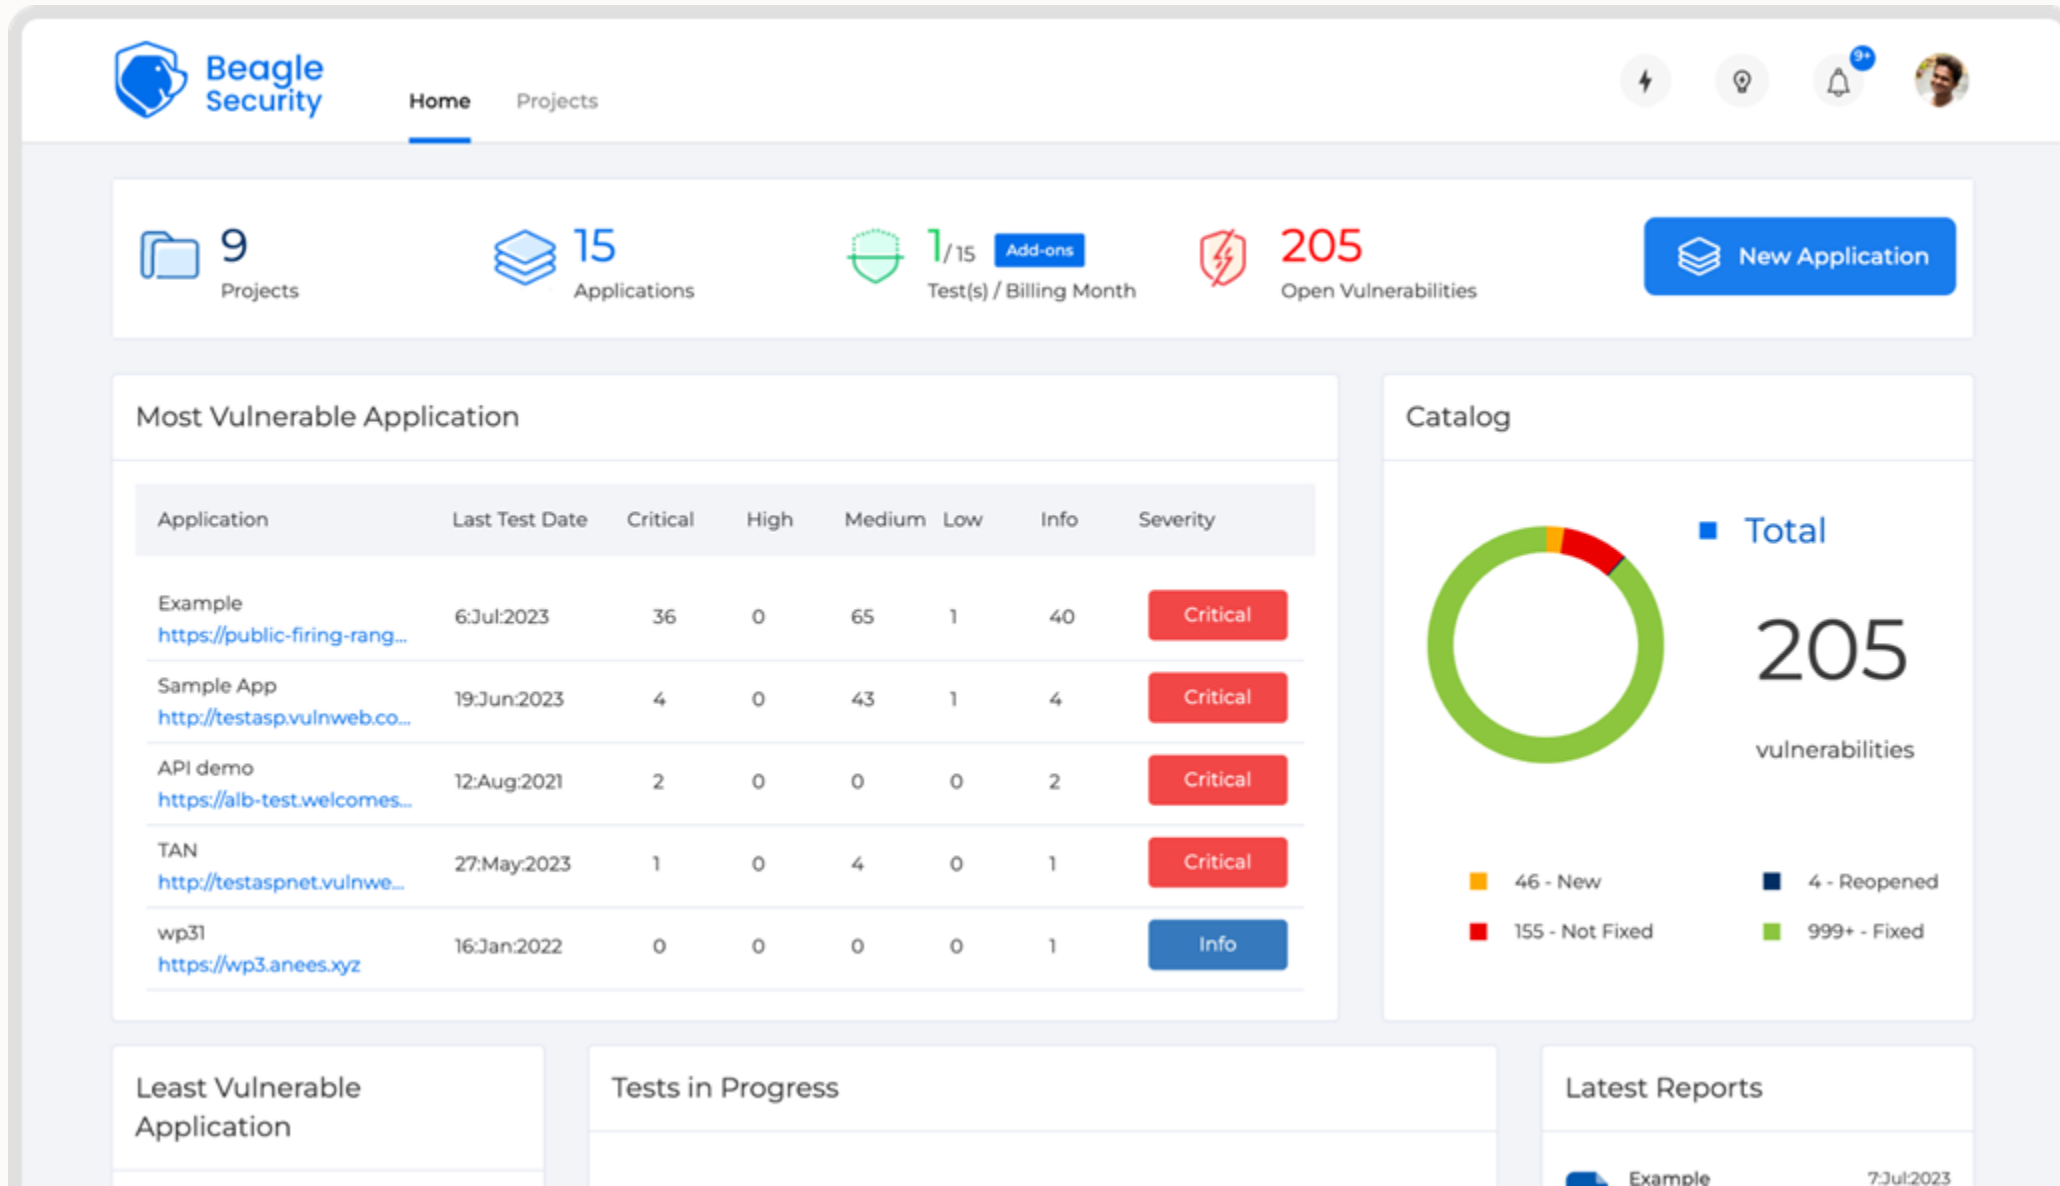 Beagle
Security
Home
Projects
9+
9
Projects
15
Applications
1/ 15
Add-ons
Test(s) / Billing Month
205
Open Vulnerabilities
New Application
Most Vulnerable Application
Application Last Test Date Critical High Medium Low Info Severity
Example
https://public-firing-rang...
6:Jul:2023 36 0 65 1 40 Critical
Sample App
http://testasp.vulnweb.co...
19:Jun:2023 4 0 43 1 4 Critical
API demo
https://alb-test.welcomes...
12:Aug:2021 2 0 0 0 2 Critical
TAN
http://testaspnet.vulnwe...
27:May:2023 1 0 4 0 1 Critical
wp31
https://wp3.anees.xyz
16:Jan:2022 0 0 0 0 1 Info
Catalog
Total
205
vulnerabilities
46 - New
4 - Reopened
155 - Not Fixed
999+ - Fixed
Least Vulnerable
Application
Tests in Progress
Latest Reports
Example
7:Jul:2023